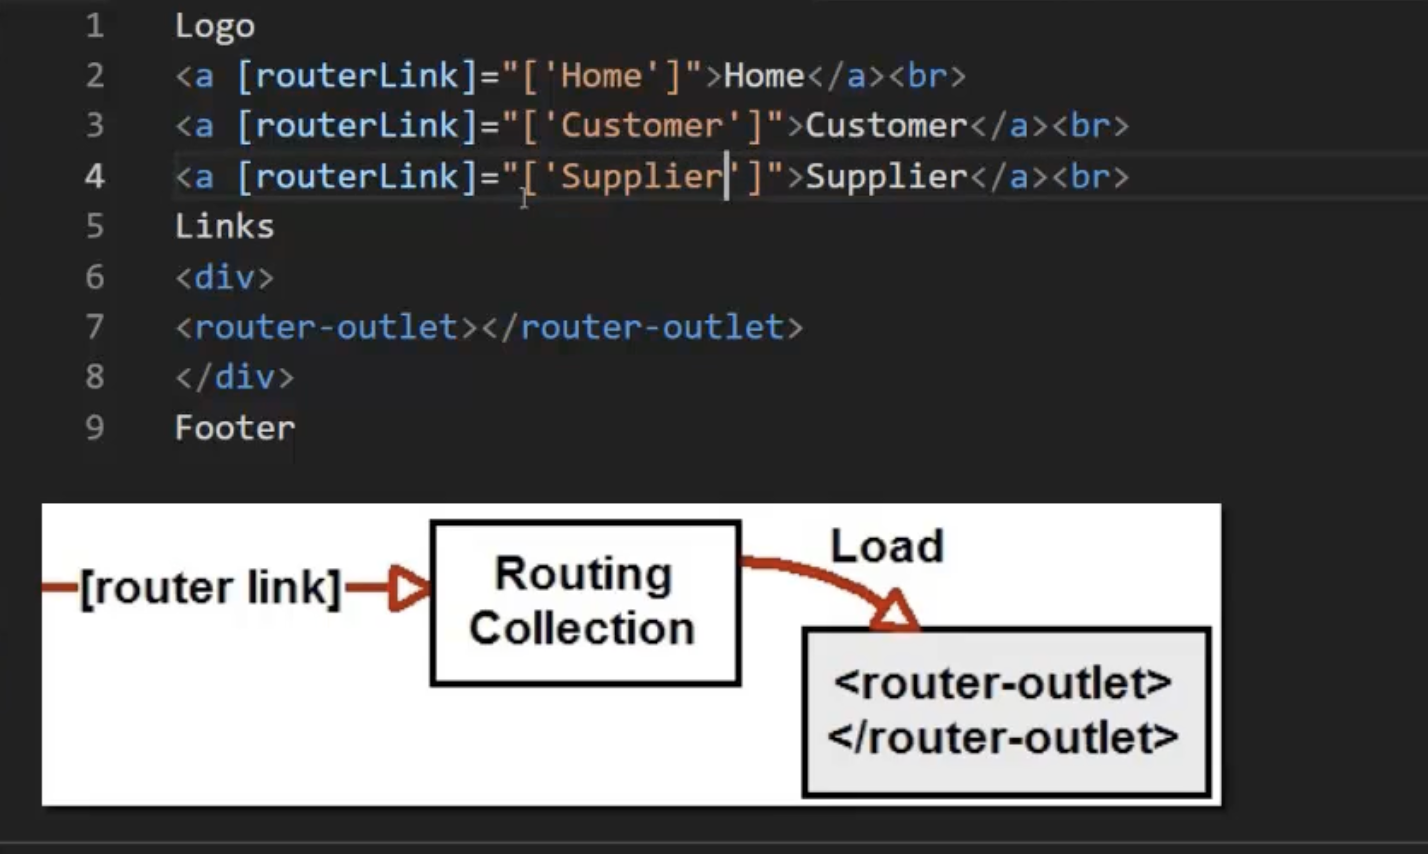 1 Logo
2 <a [routerLink]="['Home']">Home</a><br>
3 <a [routerLink]="['Customer']">Customer</a><br>
4 <a [routerLink]="['Supplier']">Supplier</a><br>
5 Links
6 <div>
7 <router-outlet></router-outlet>
8 </div>
9 Footer
[router link]
Routing
Collection
Load
<router-outlet>
</router-outlet>